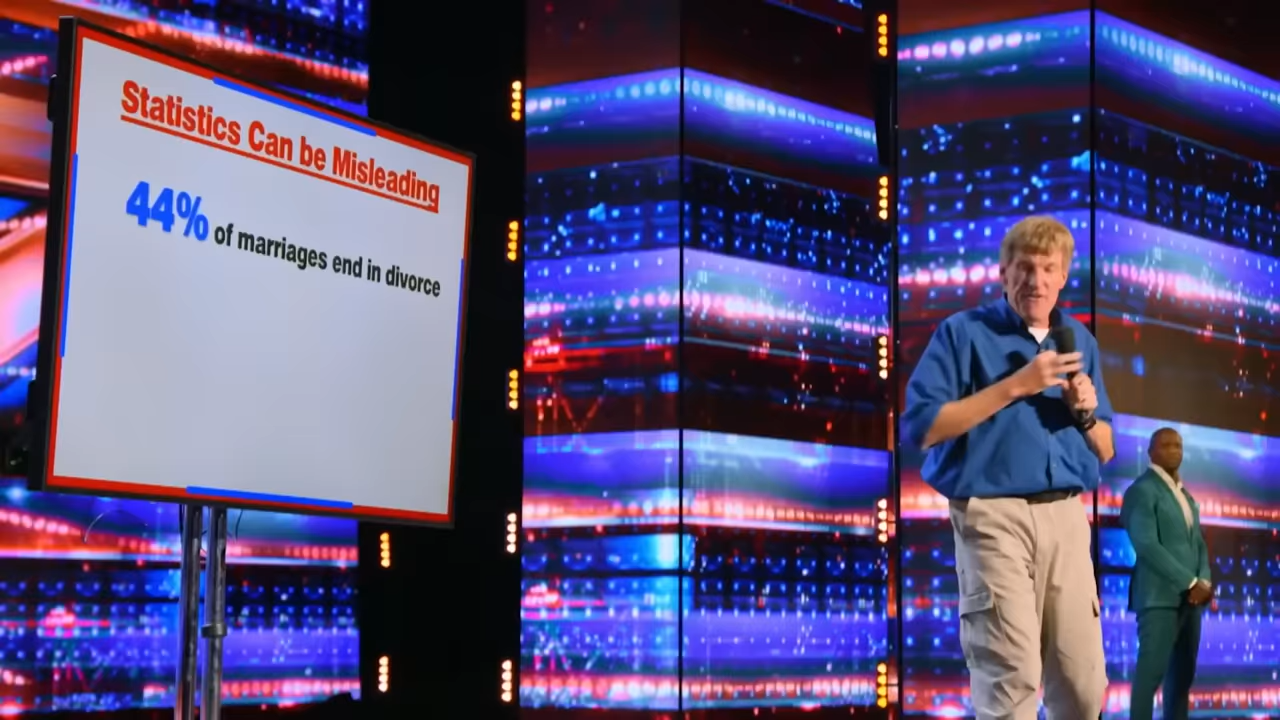 Statistics Can be Misleading
44% of marriages end in divorce